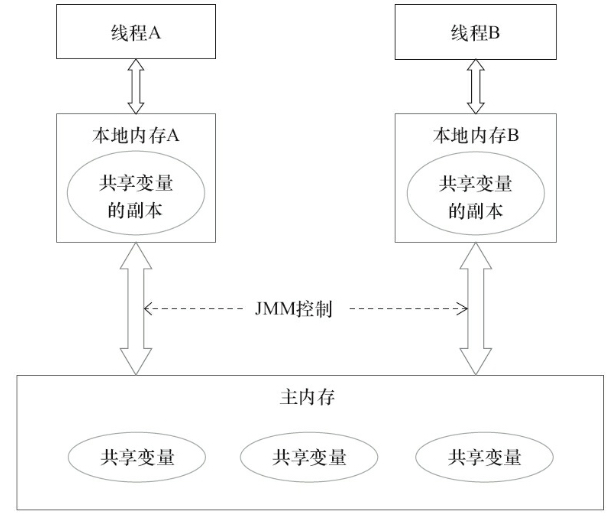 线程A
线程B
本地内存A
共享变量
的副本
本地内存B
共享变量
的副本
JMM控制
主内存
共享变量
共享变量
共享变量